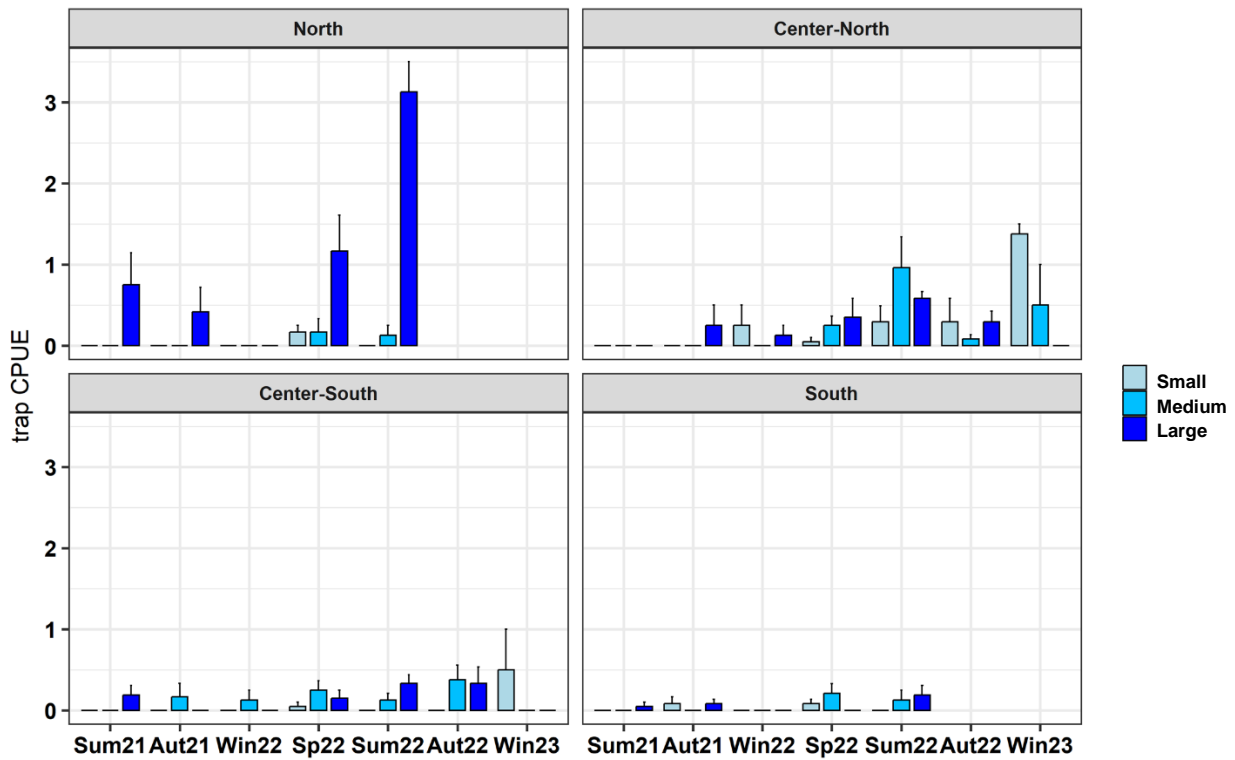 North
Center-North
3
2
1
0
trap CPUE
Center-South
South
3
2
1
0
Small
Medium
Large
Sum21 Aut21 Win22 Sp22 Sum22 Aut22 Win23
Sum21 Aut21 Win22 Sp22 Sum22 Aut22 Win23